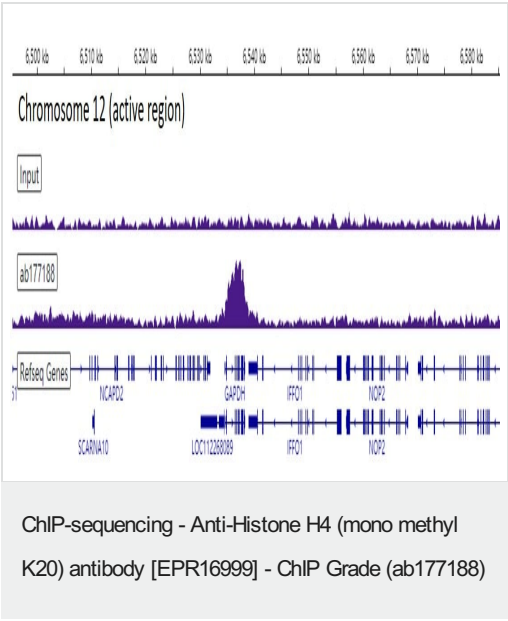 6,500 kb 6,510 kb 6,520 kb 6,530 kb 6,540 kb 6,550 kb 6,560 kb 6,570 kb 6,580 kb
Chromosome 12 (active region)
Input
ab177188
Refseq Genes
S1 NCAPD2 GAPDH IFFO1 NOP2
SCARNA10 LOC112268089 IFFO1 NOP2
ChIP-sequencing - Anti-Histone H4 (mono methyl
K20) antibody [EPR16999] - ChIP Grade (ab177188)